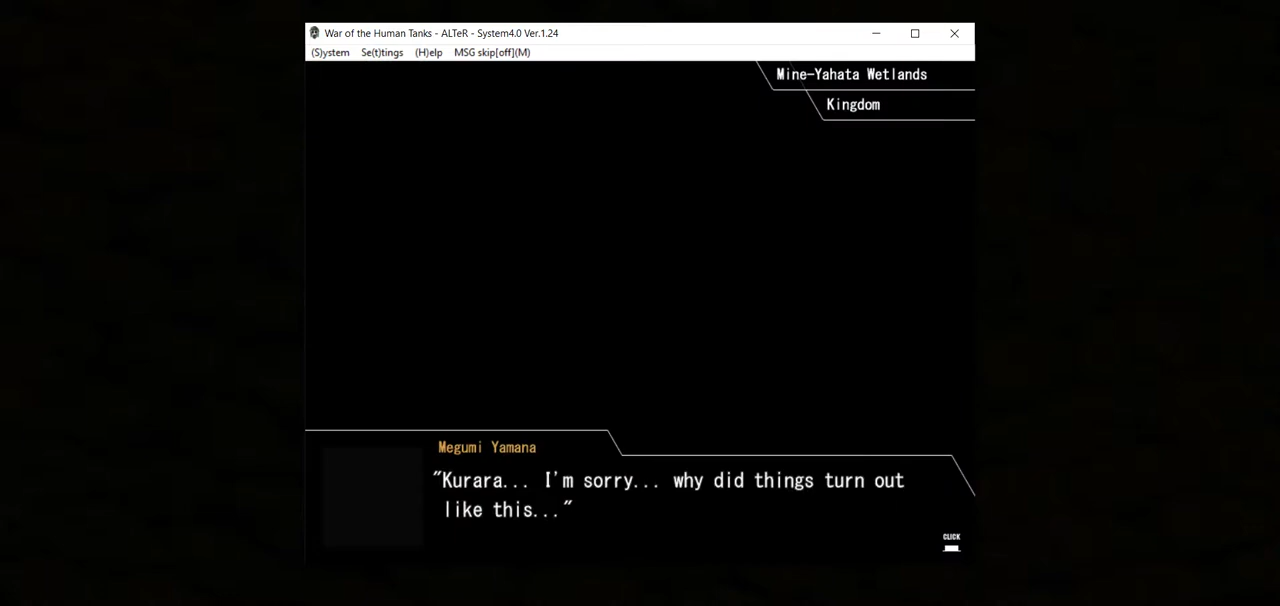 War of the Human Tanks - ALTeR - System4.0 Ver.1.24
(S)ystem Se(t)tings (H)elp MSG skip[off](M)
Mine-Yahata Wetlands
Kingdom
Megumi Yamana
"Kurara... I'm sorry... why did things turn out
like this..."
CLICK